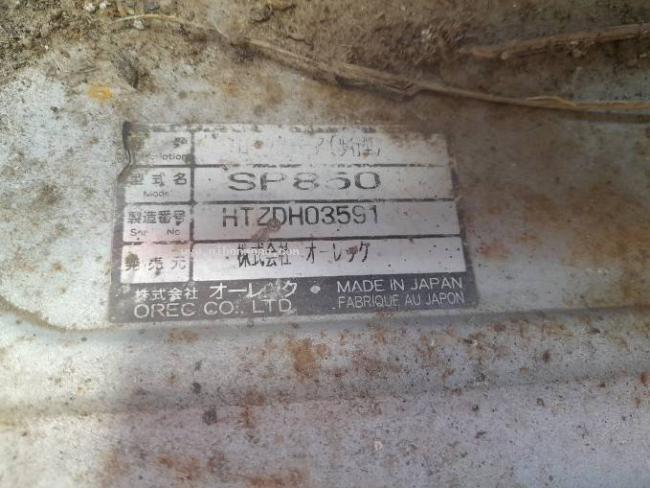 型式名 SP850
Model
製造番号 HTZDH03591
Ser No
発売元 株式会社 オーレック
株式会社 オーレック ・ MADE IN JAPAN
OREC CO., LTD. FABRIQUE AU JAPON